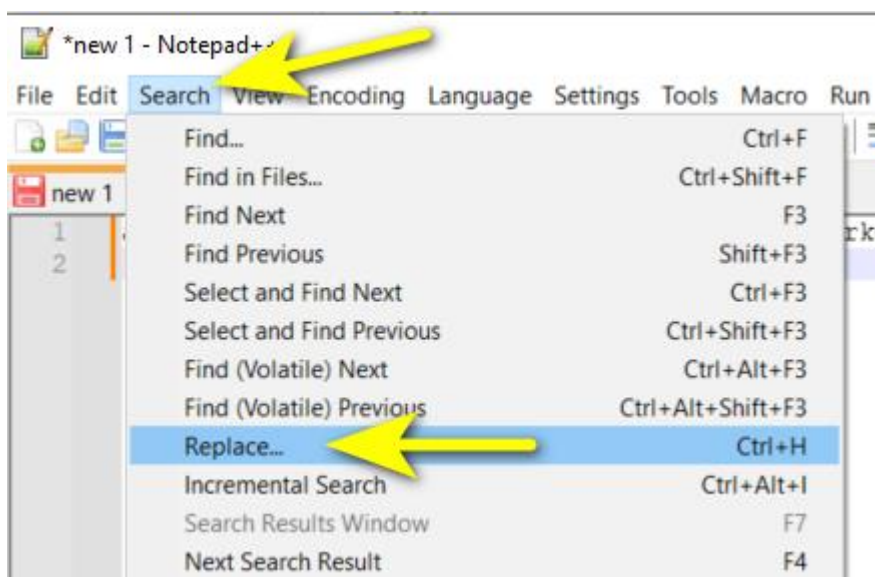 *new 1 - Notepad++
File Edit Search View Encoding Language Settings Tools Macro Run
Find... Ctrl+F
new 1
Find in Files... Ctrl+Shift+F
Find Next F3
1
Find Previous Shift+F3
2
Select and Find Next Ctrl+F3
Select and Find Previous Ctrl+Shift+F3
Find (Volatile) Next Ctrl+Alt+F3
Find (Volatile) Previous Ctrl+Alt+Shift+F3
Replace... Ctrl+H
Incremental Search Ctrl+Alt+I
Search Results Window F7
Next Search Result F4